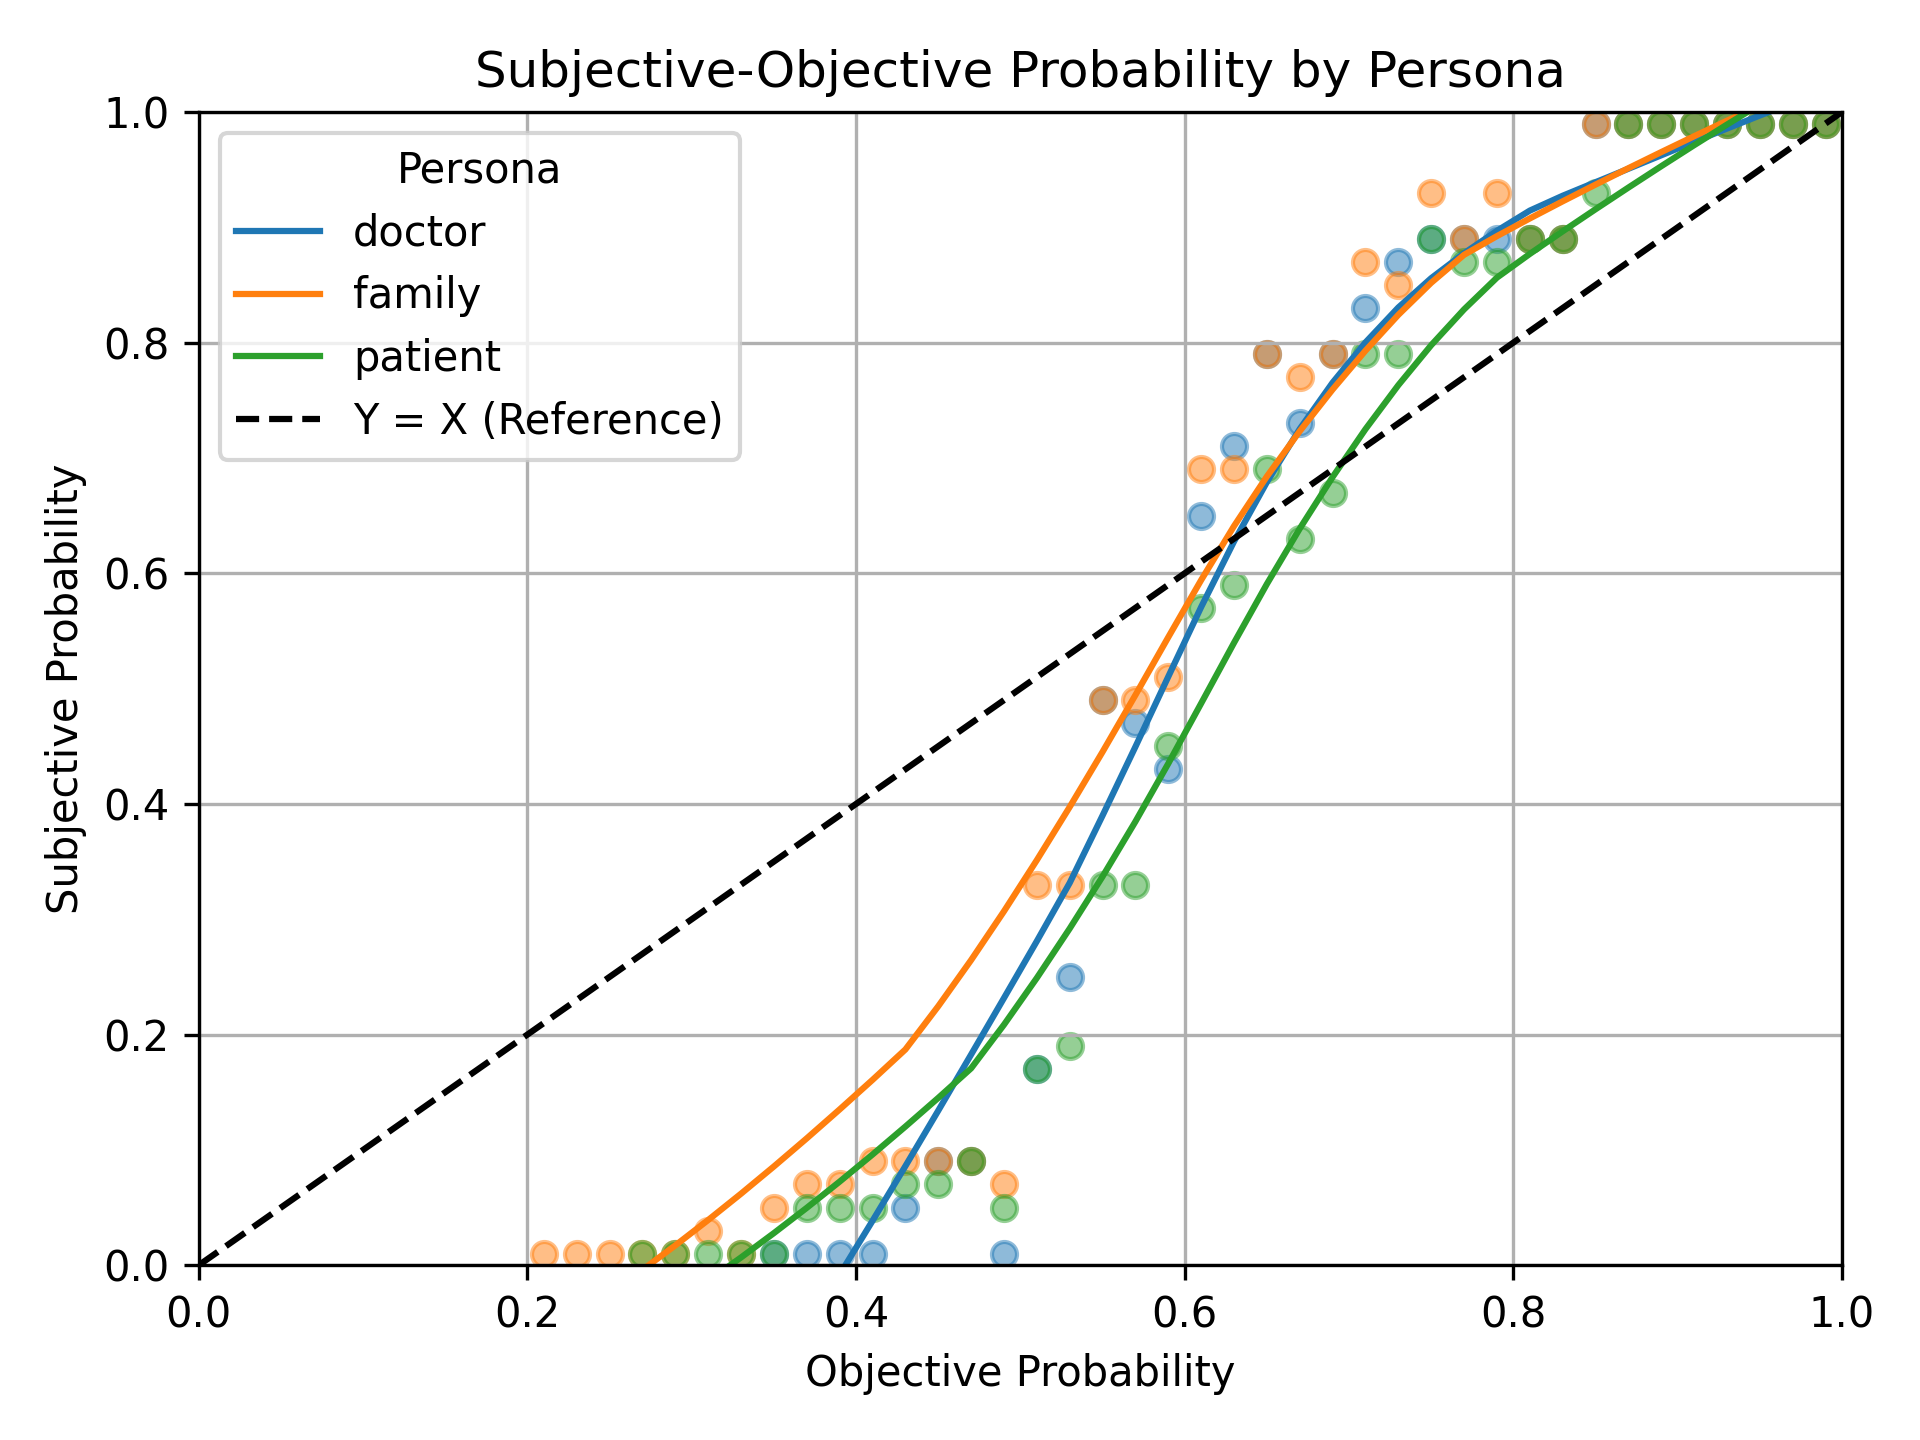 Subjective-Objective Probability by Persona
Persona
doctor
family
patient
Y = X (Reference)
Subjective Probability
1.0
0.8
0.6
0.4
0.2
0.0
0.0 0.2 0.4 0.6 0.8 1.0
Objective Probability